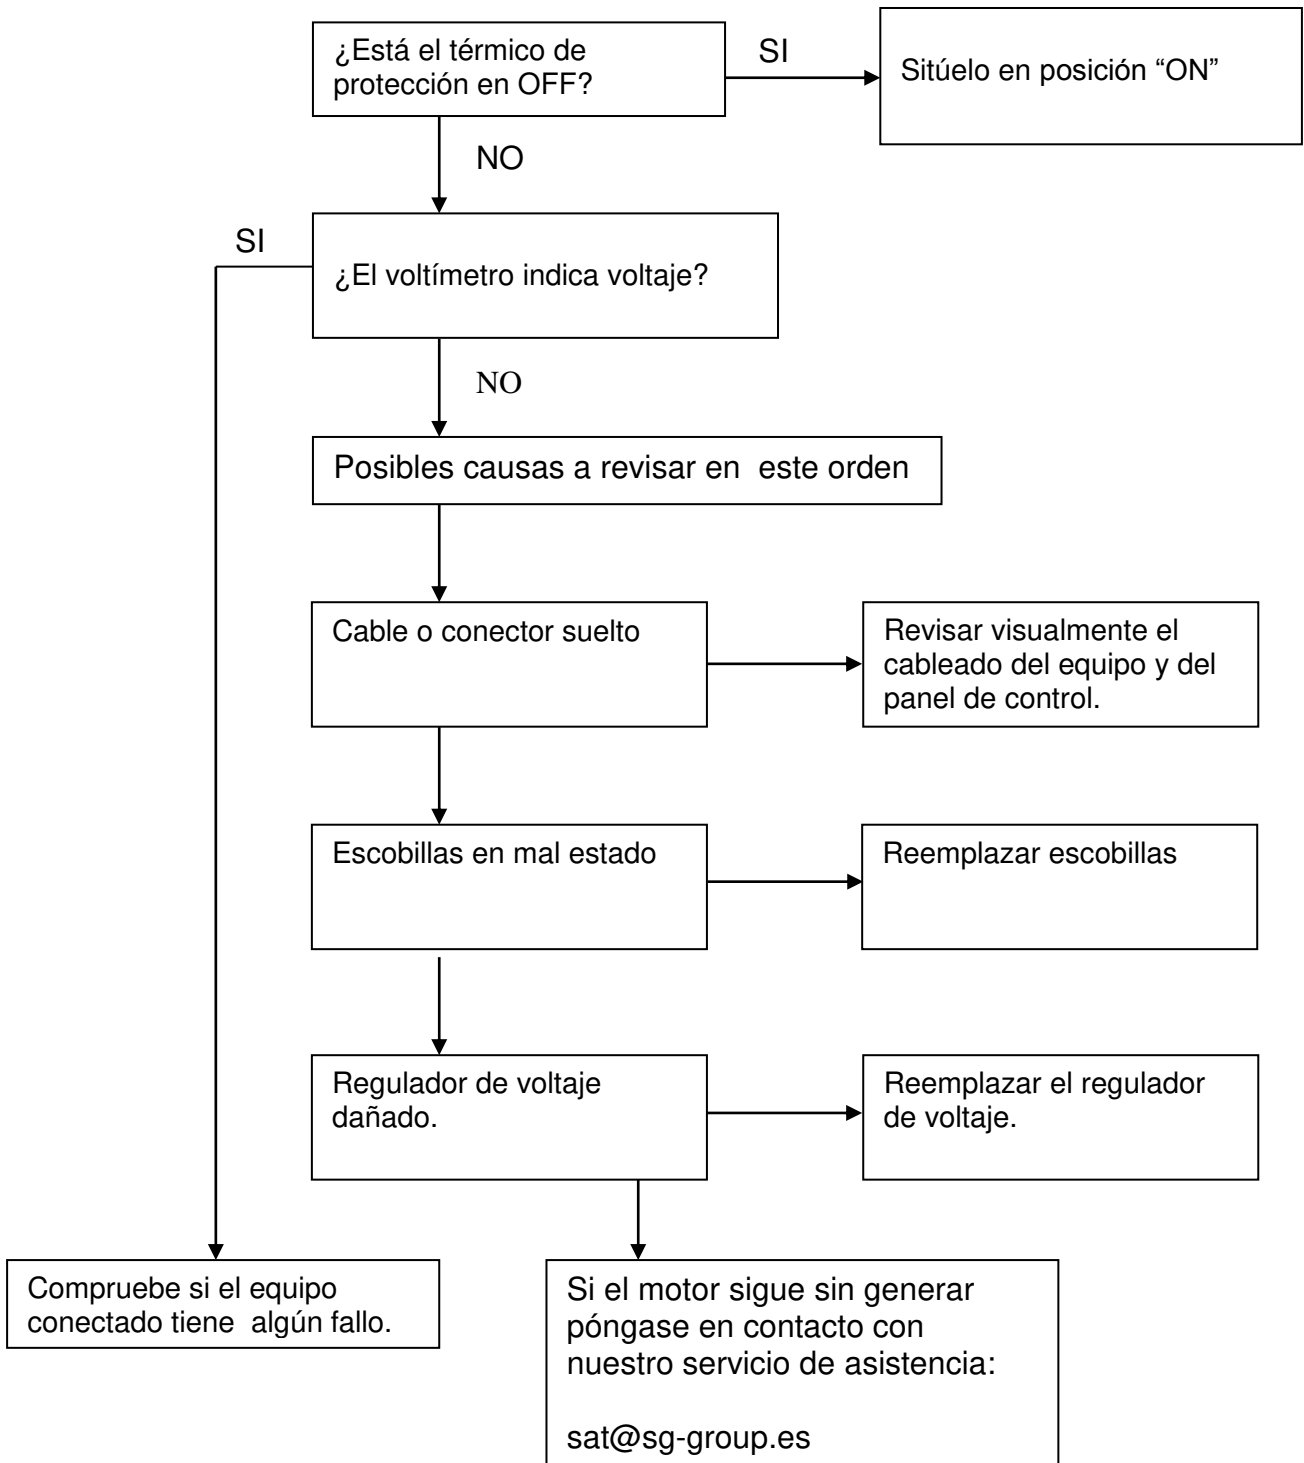 ¿Está el térmico de
protección en OFF?
SI
Sitúelo en posición “ON”
NO
SI
¿El voltímetro indica voltaje?
NO
Posibles causas a revisar en  este orden
Cable o conector suelto
Revisar visualmente el
cableado del equipo y del
panel de control.
Escobillas en mal estado
Reemplazar escobillas
Regulador de voltaje
dañado.
Reemplazar el regulador
de voltaje.
Compruebe si el equipo
conectado tiene  algún fallo.
Si el motor sigue sin generar
póngase en contacto con
nuestro servicio de asistencia:
sat@sg-group.es